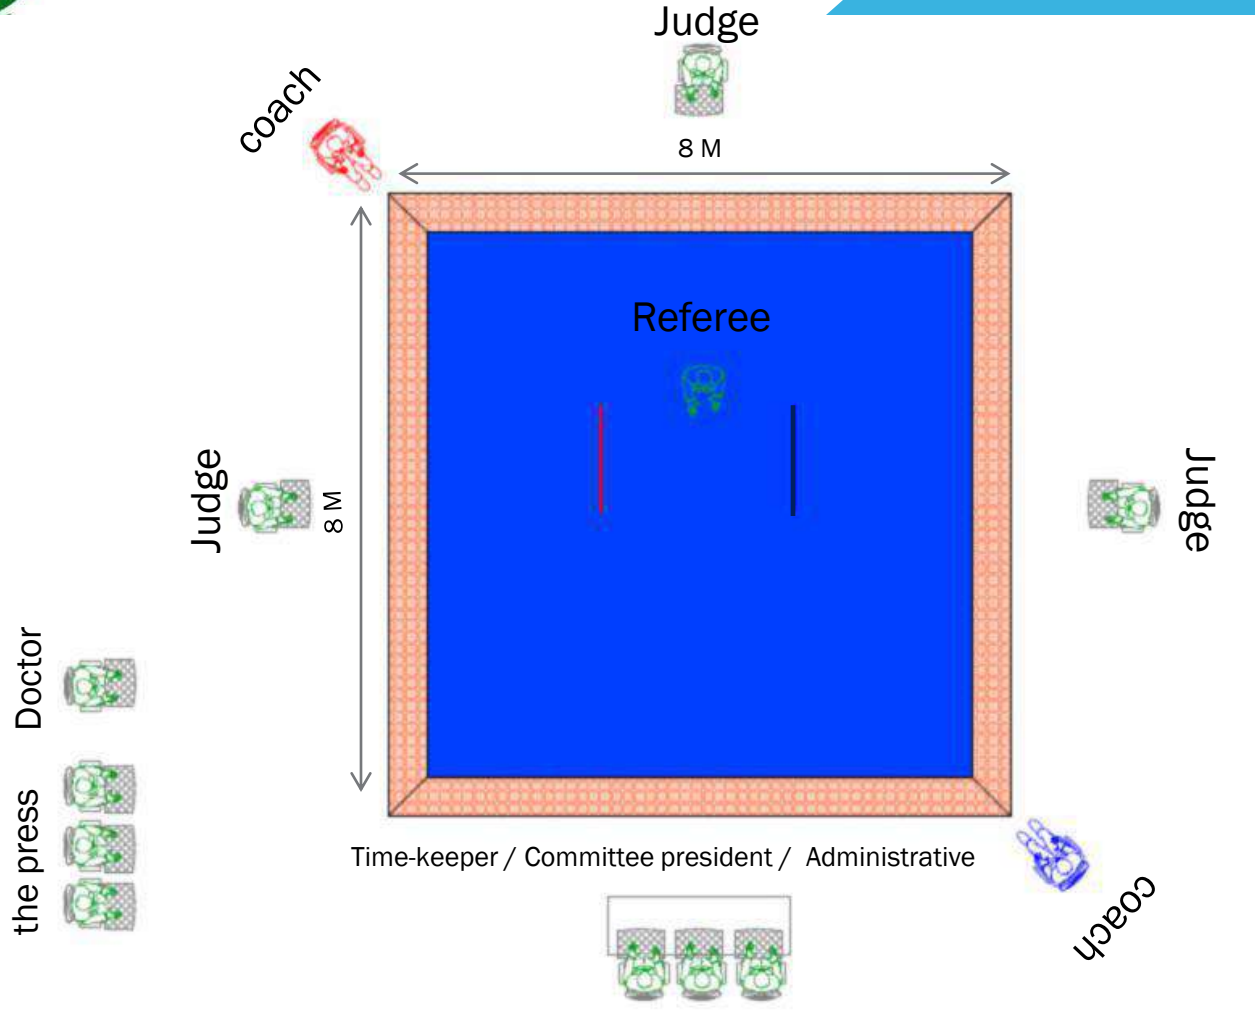 Judge
coach
8 M
Referee
Judge
8 M
Judge
Doctor
the press
Time-keeper / Committee president / Administrative
coach